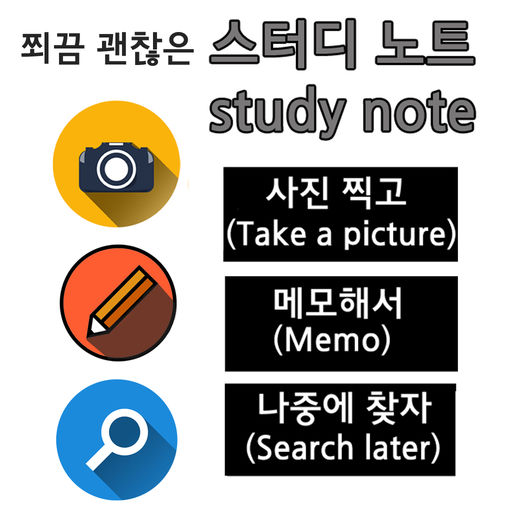 쬐끔 괜찮은 스터디 노트
study note
사진 찍고
(Take a picture)
메모해서
(Memo)
나중에 찾자
(Search later)